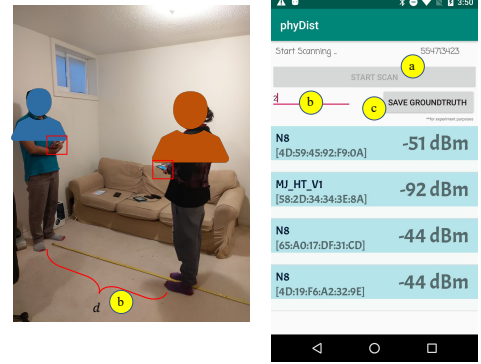 3:50
phyDist
Start Scanning ..
554713423
a
START SCAN
2
b
c
SAVE GROUNDTRUTH
**for experiment purposes
N8
[4D:59:45:92:F9:0A]
-51 dBm
MJ_HT_V1
[58:2D:34:34:3E:8A]
-92 dBm
N8
[65:A0:17:DF:31:CD]
-44 dBm
N8
[4D:19:F6:A2:32:9E]
-44 dBm
d
b